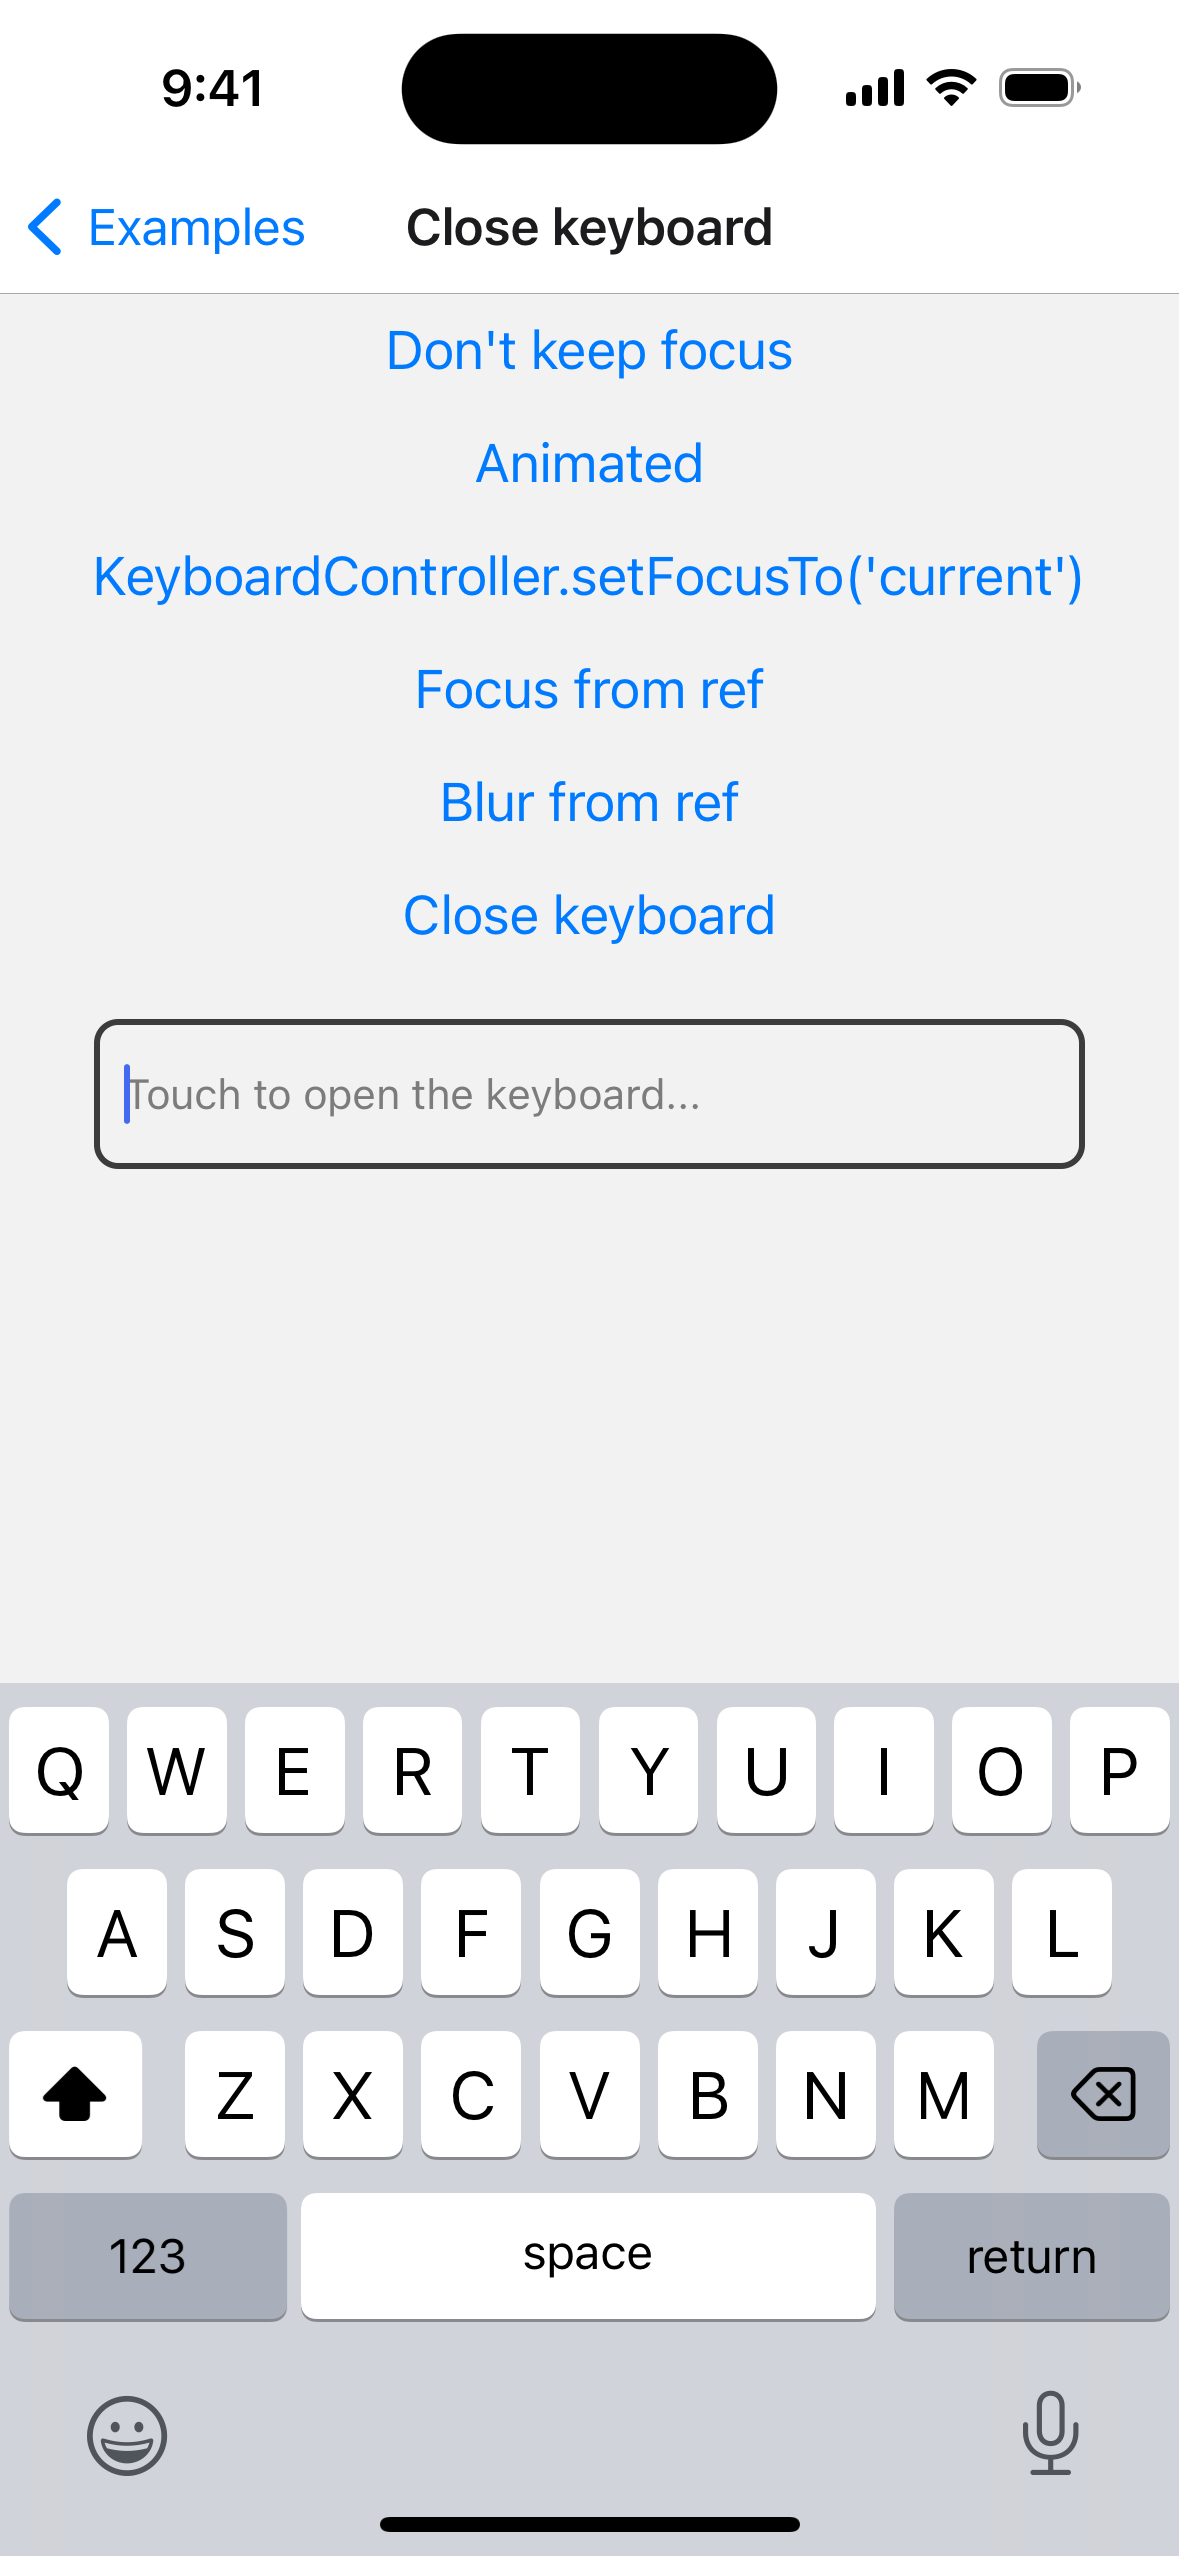 9:41
Examples
Close keyboard
Don't keep focus
Animated
KeyboardController.setFocusTo('current')
Focus from ref
Blur from ref
Close keyboard
Touch to open the keyboard...
Q W E R T Y U I O P
A S D F G H J K L
Z X C V B N M
123 space return